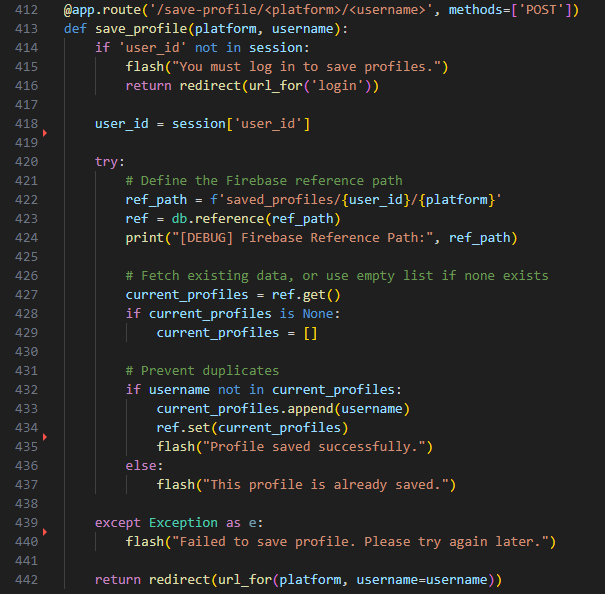 412 @app.route('/save-profile/<platform>/<username>', methods=['POST'])
413 def save_profile(platform, username):
414     if 'user_id' not in session:
415         flash("You must log in to save profiles.")
416         return redirect(url_for('login'))
417
418     user_id = session['user_id']
419
420     try:
421         # Define the Firebase reference path
422         ref_path = f'saved_profiles/{user_id}/{platform}'
423         ref = db.reference(ref_path)
424         print("[DEBUG] Firebase Reference Path:", ref_path)
425
426         # Fetch existing data, or use empty list if none exists
427         current_profiles = ref.get()
428         if current_profiles is None:
429             current_profiles = []
430
431         # Prevent duplicates
432         if username not in current_profiles:
433             current_profiles.append(username)
434             ref.set(current_profiles)
435             flash("Profile saved successfully.")
436         else:
437             flash("This profile is already saved.")
438
439     except Exception as e:
440         flash("Failed to save profile. Please try again later.")
441
442     return redirect(url_for(platform, username=username))